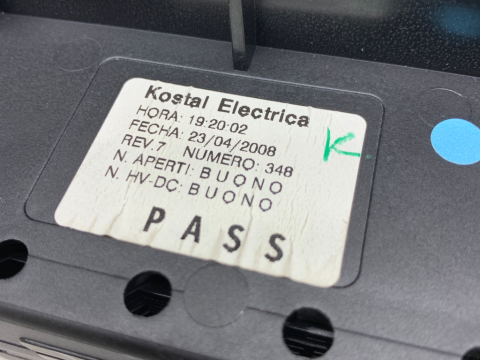 Kostal Electrica
HORA: 19:20:02
FECHA: 23/04/2008
REV.7 NUMERO: 348
N. APERTI: BUONO
N. HV-DC: BUONO
PASS
K